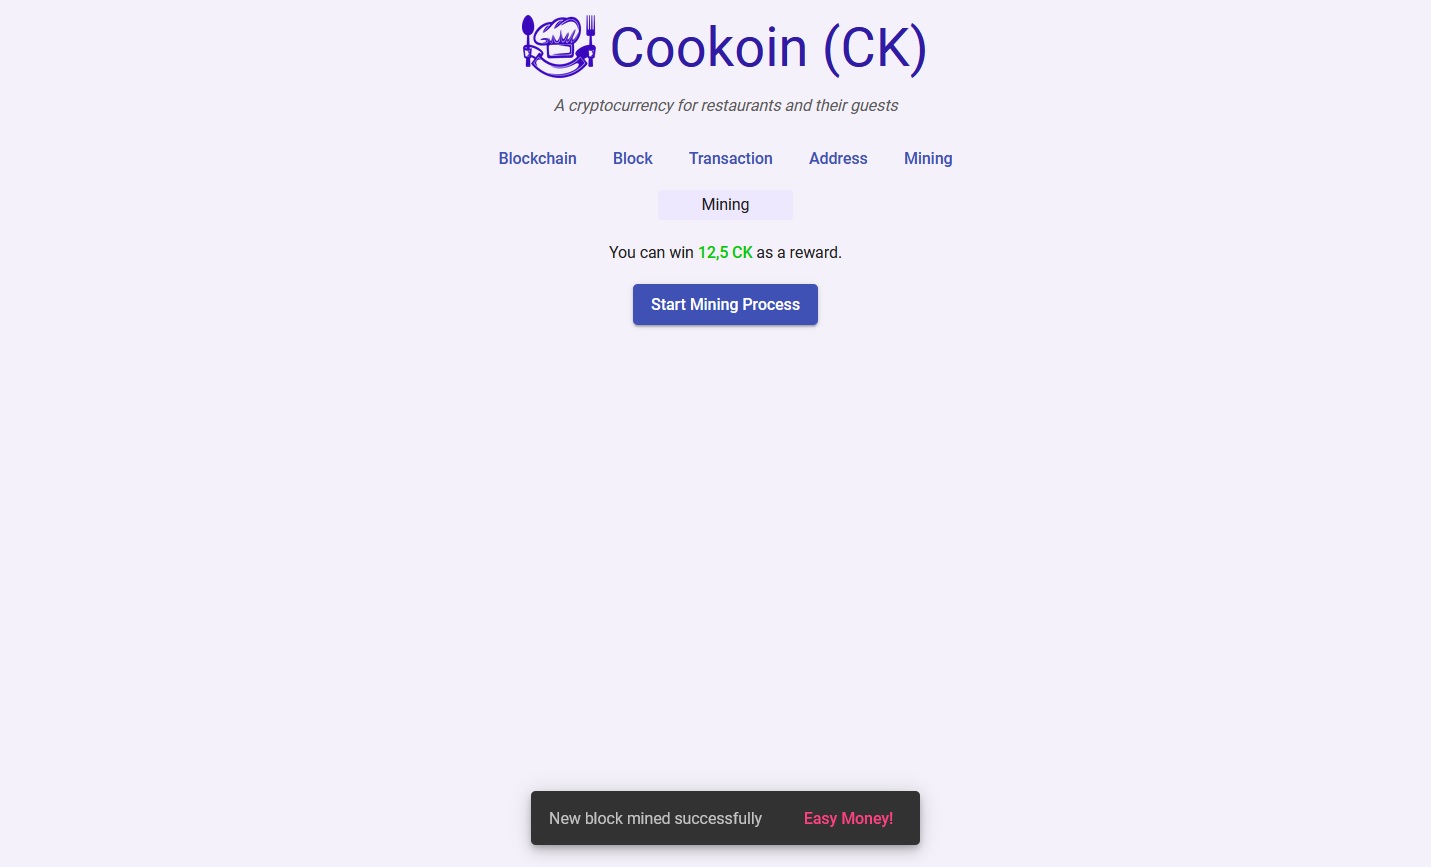 Cookoin (CK)
A cryptocurrency for restaurants and their guests
Blockchain Block Transaction Address Mining
Mining
You can win 12,5 CK as a reward.
Start Mining Process
New block mined successfully Easy Money!